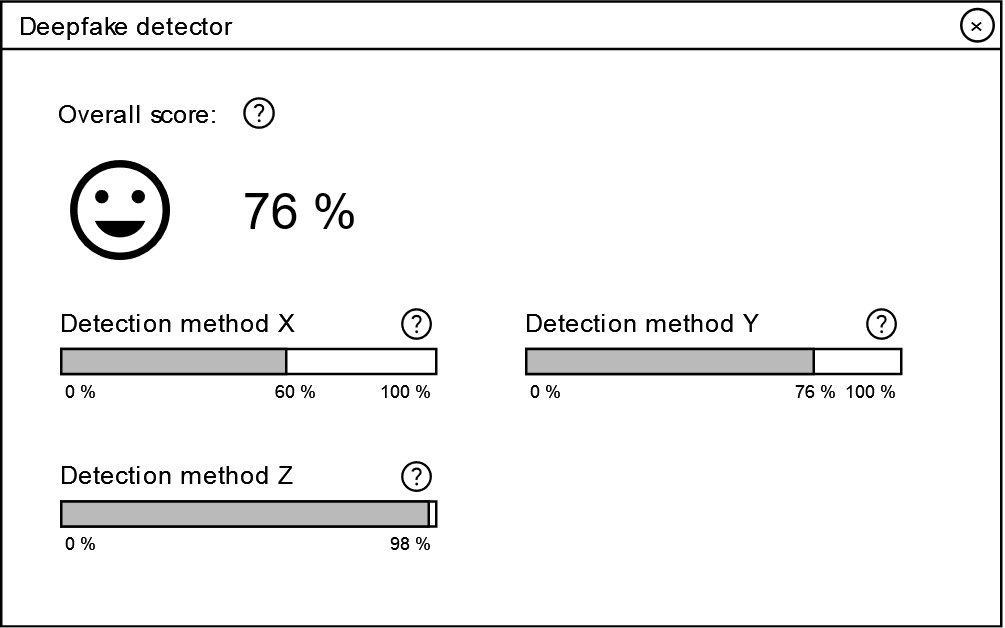 Deepfake detector
×
Overall score: ?
76 %
Detection method X ?
0 % 60 % 100 %
Detection method Y ?
0 % 76 % 100 %
Detection method Z ?
0 % 98 %